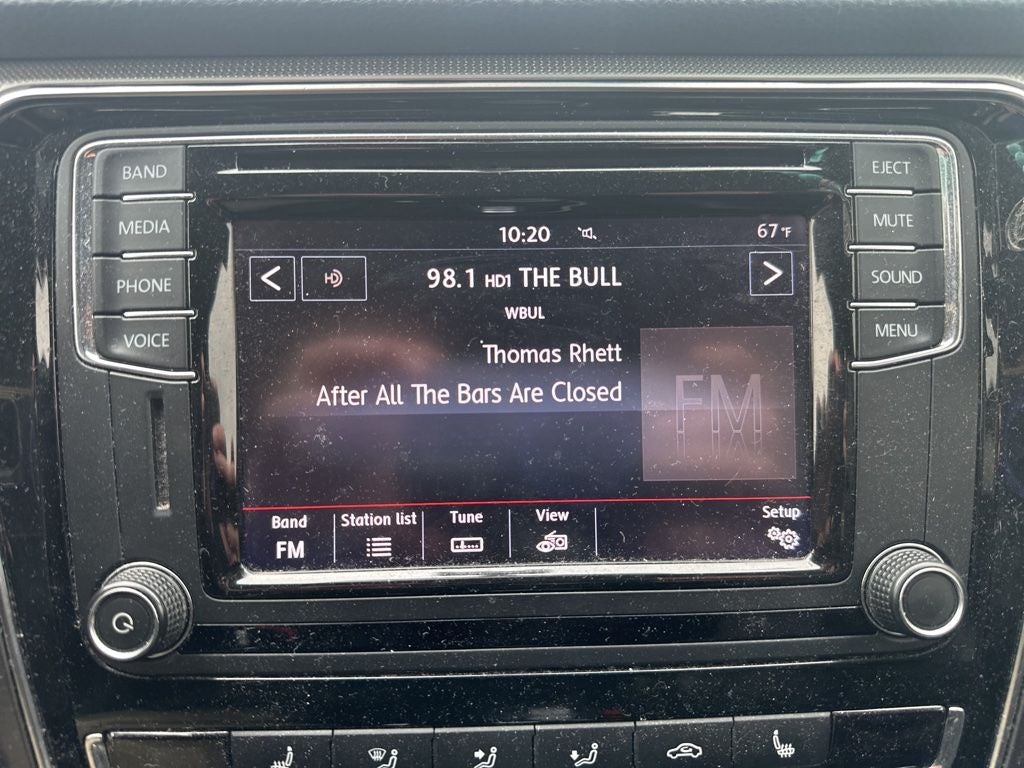 BAND
MEDIA
PHONE
VOICE
EJECT
MUTE
SOUND
MENU
10:20
67°F
HD
98.1 HD1 THE BULL
WBUL
Thomas Rhett
After All The Bars Are Closed
FM
Band
FM
Station list
Tune
View
Setup